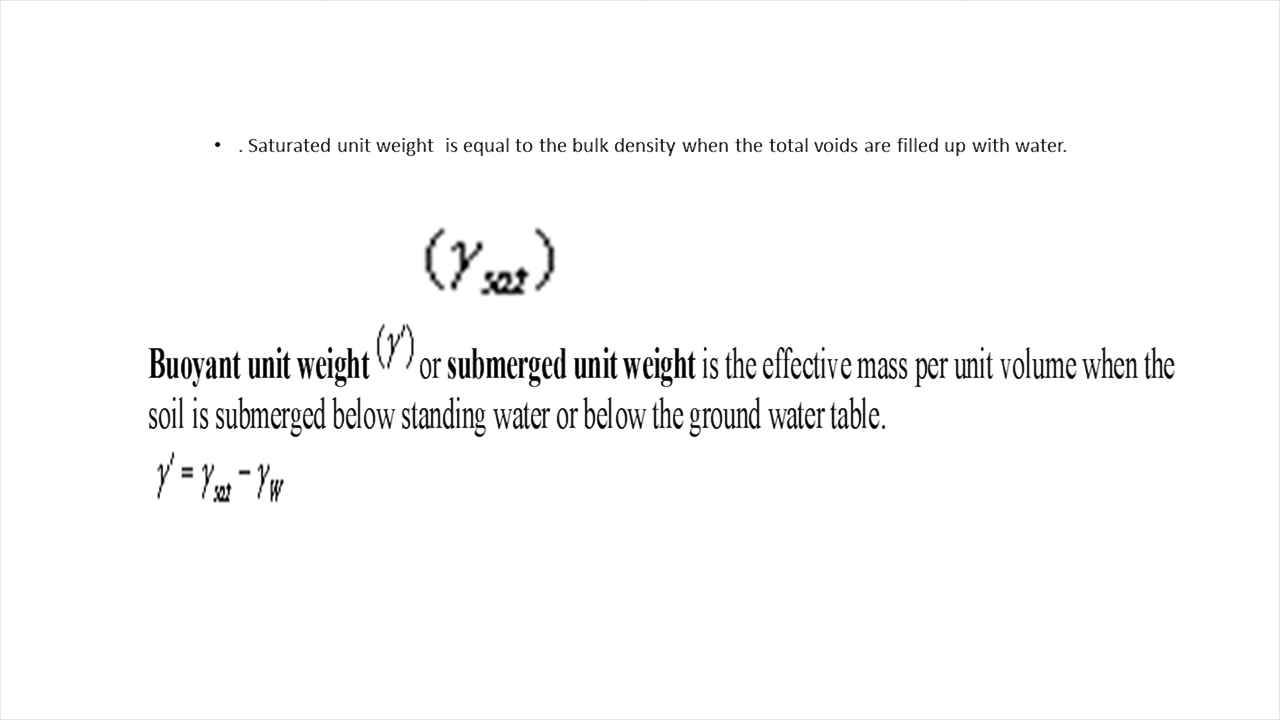 • . Saturated unit weight  is equal to the bulk density when the total voids are filled up with water.
(γsat)
Buoyant unit weight (γ') or submerged unit weight is the effective mass per unit volume when the
soil is submerged below standing water or below the ground water table.
γ' = γsat − γW